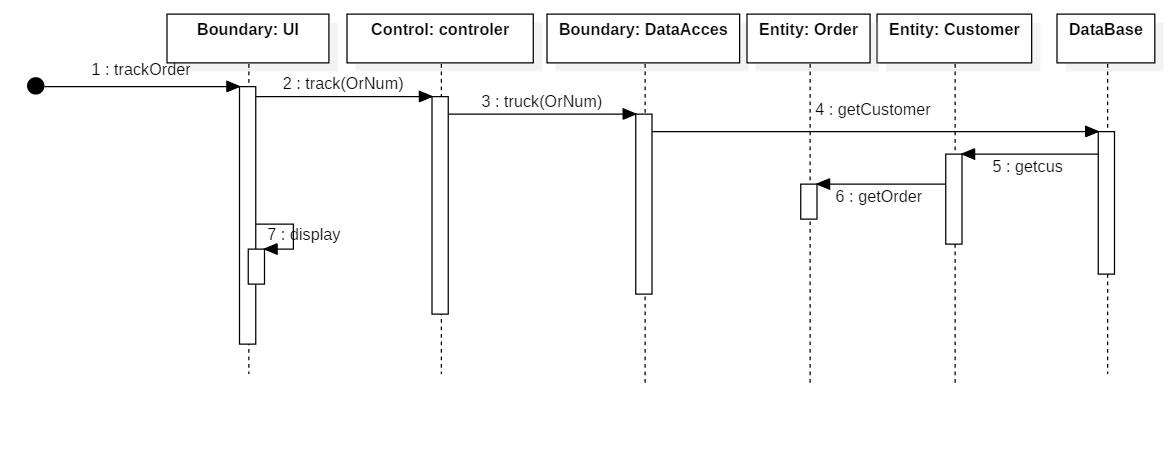 Boundary: UI
Control: controler
Boundary: DataAcces
Entity: Order
Entity: Customer
DataBase
1 : trackOrder
2 : track(OrNum)
3 : truck(OrNum)
4 : getCustomer
5 : getcus
6 : getOrder
7 : display